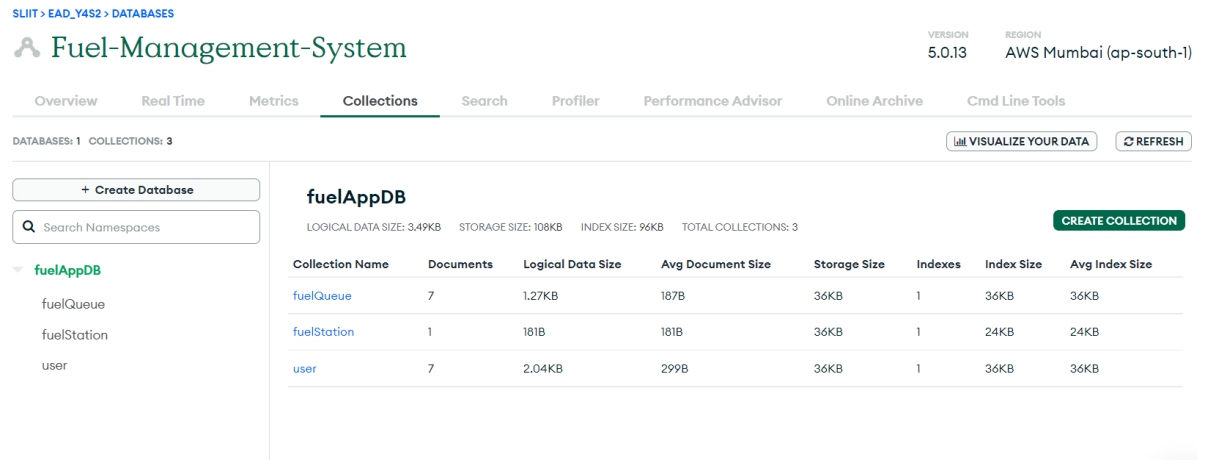 SLIIT > EAD_Y4S2 > DATABASES
Fuel-Management-System
VERSION REGION
5.0.13 AWS Mumbai (ap-south-1)
Overview Real Time Metrics Collections Search Profiler Performance Advisor Online Archive Cmd Line Tools
DATABASES: 1 COLLECTIONS: 3
VISUALIZE YOUR DATA REFRESH
+ Create Database
Search Namespaces
fuelAppDB
fuelQueue
fuelStation
user
fuelAppDB
LOGICAL DATA SIZE: 3.49KB STORAGE SIZE: 108KB INDEX SIZE: 96KB TOTAL COLLECTIONS: 3
CREATE COLLECTION
Collection Name Documents Logical Data Size Avg Document Size Storage Size Indexes Index Size Avg Index Size
fuelQueue 7 1.27KB 187B 36KB 1 36KB 36KB
fuelStation 1 181B 181B 36KB 1 24KB 24KB
user 7 2.04KB 299B 36KB 1 36KB 36KB